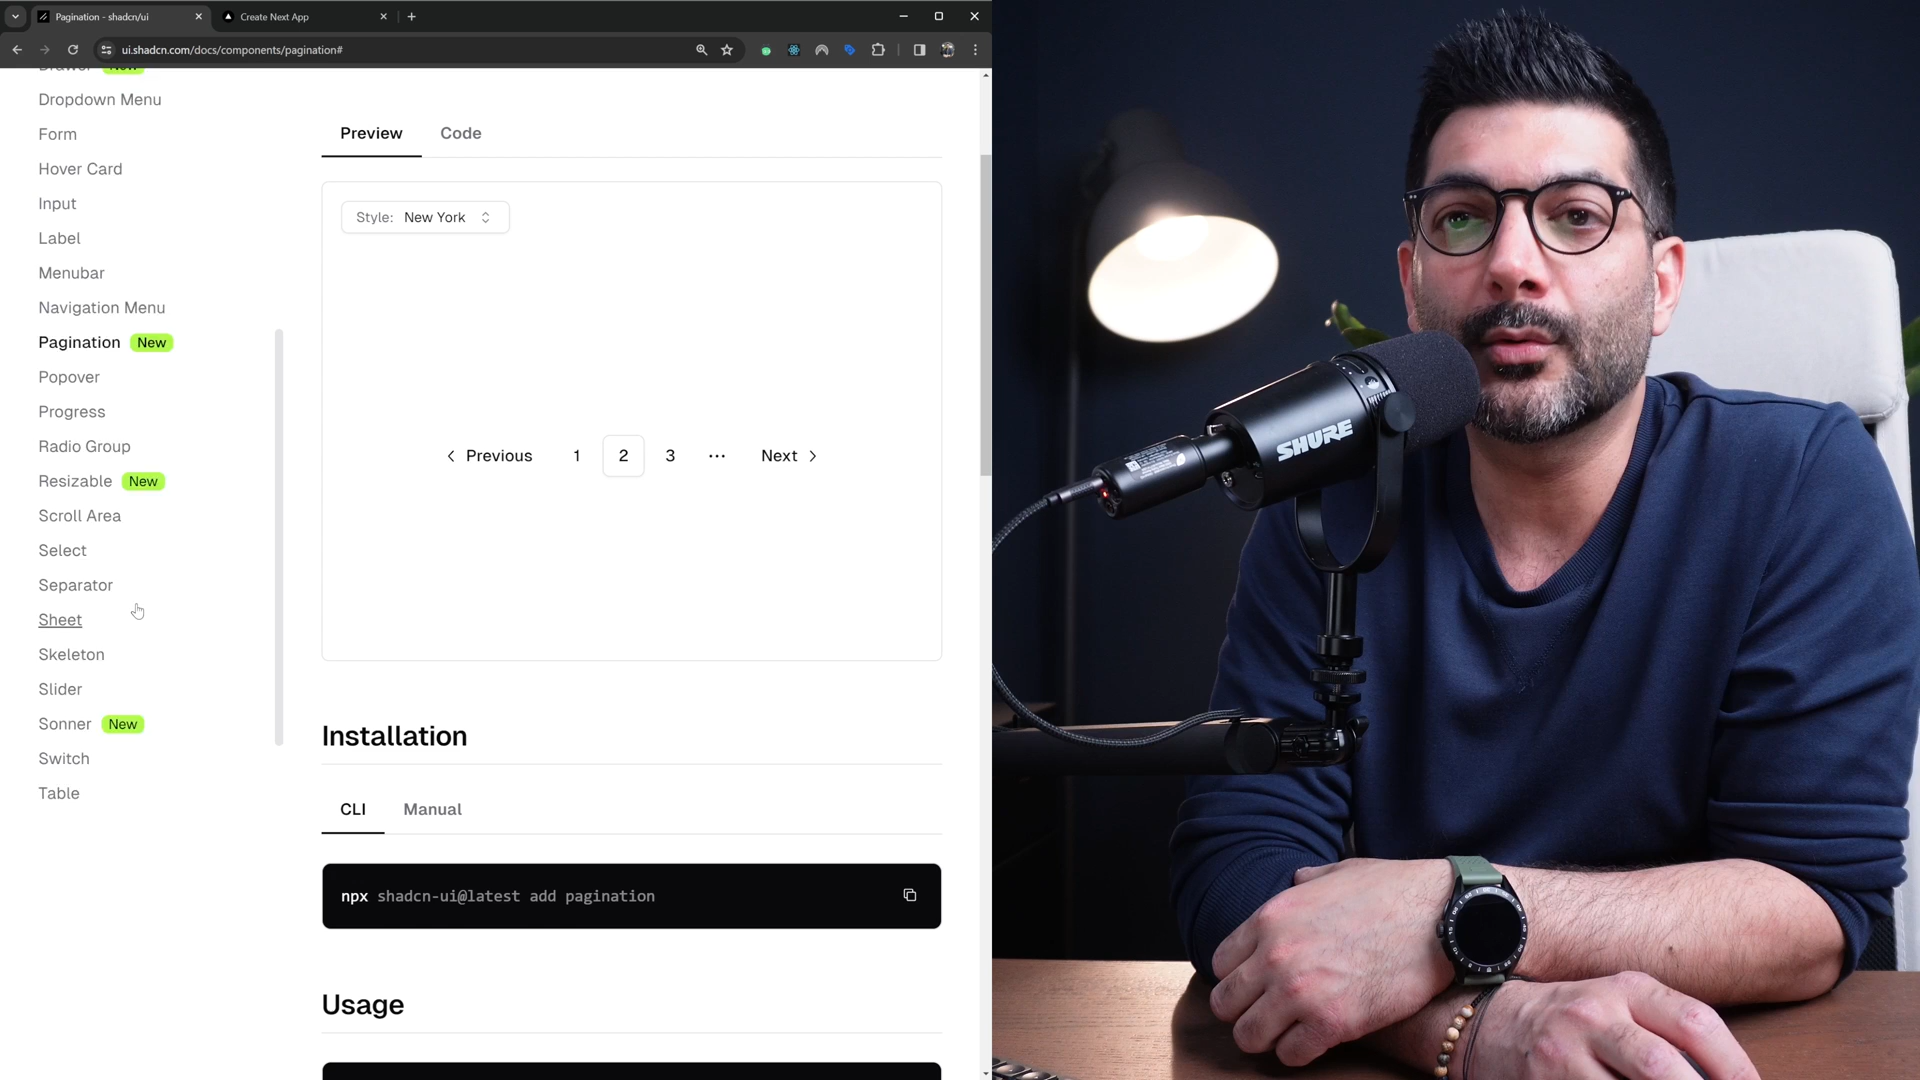 Pagination - shadcn/ui
Create Next App
ui.shadcn.com/docs/components/pagination#
Drawer New
Dropdown Menu
Form
Hover Card
Input
Label
Menubar
Navigation Menu
Pagination New
Popover
Progress
Radio Group
Resizable New
Scroll Area
Select
Separator
Sheet
Skeleton
Slider
Sonner New
Switch
Table
Preview Code
Style: New York
Previous 1 2 3 ... Next
Installation
CLI Manual
npx shadcn-ui@latest add pagination
Usage
SHURE